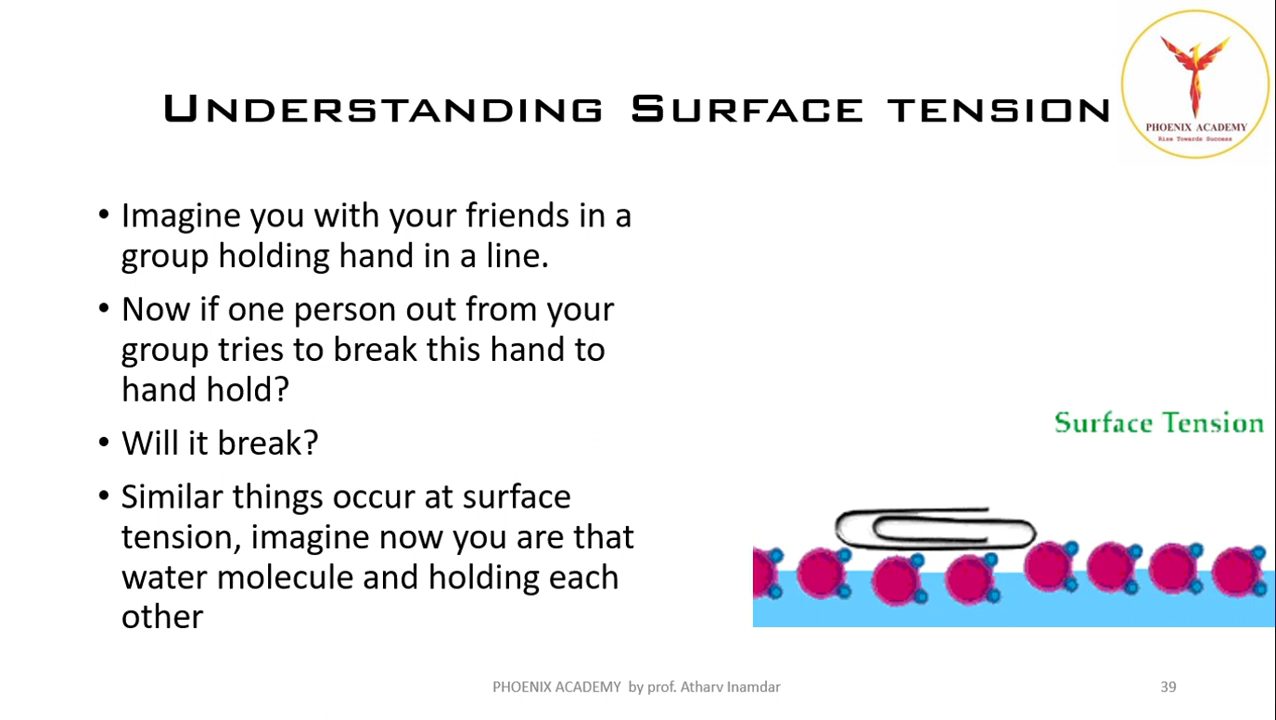 UNDERSTANDING SURFACE TENSION
PHOENIX ACADEMY
Rise Towards Success
• Imagine you with your friends in a
group holding hand in a line.
• Now if one person out from your
group tries to break this hand to
hand hold?
• Will it break?
• Similar things occur at surface
tension, imagine now you are that
water molecule and holding each
other
Surface Tension
PHOENIX ACADEMY by prof. Atharv Inamdar
39